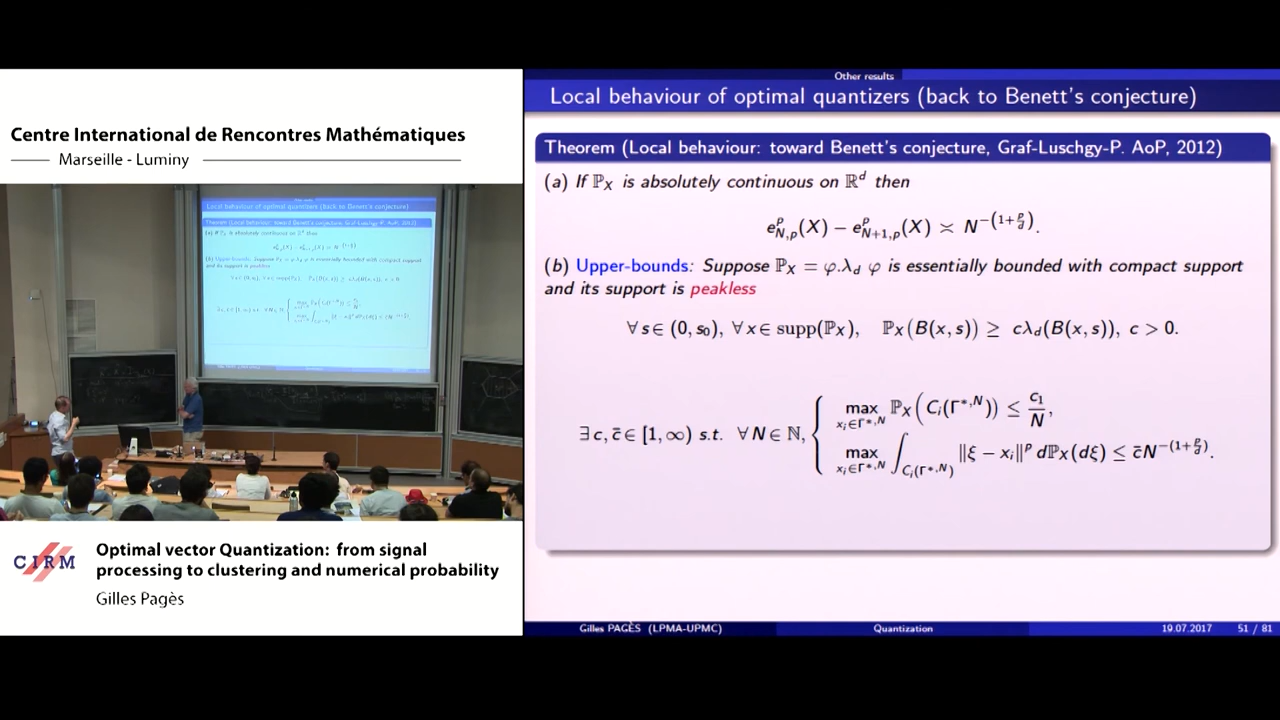 Centre International de Rencontres Mathématiques
Marseille - Luminy
CIRM
Optimal vector Quantization: from signal
processing to clustering and numerical probability
Gilles Pagès
Other results
Local behaviour of optimal quantizers (back to Benett's conjecture)
Theorem (Local behaviour: toward Benett's conjecture, Graf-Luschgy-P. AoP, 2012)
(a) If ℙ_X is absolutely continuous on ℝ^d then
e^p_{N,p}(X) − e^p_{N+1,p}(X) ≍ N^{−(1+p/d)}.
(b) Upper-bounds: Suppose ℙ_X = φ.λ_d φ is essentially bounded with compact support
and its support is peakless
∀ s ∈ (0, s_0), ∀ x ∈ supp(ℙ_X), ℙ_X(B(x, s)) ≥ cλ_d(B(x, s)), c > 0.
∃ c, c̄ ∈ [1, ∞) s.t. ∀ N ∈ ℕ, { max_{x_i∈Γ^{*,N}} ℙ_X(C_i(Γ^{*,N})) ≤ c_1/N,
max_{x_i∈Γ^{*,N}} ∫_{C_i(Γ^{*,N})} ‖ξ − x_i‖^p dℙ_X(dξ) ≤ c̄N^{−(1+p/d)}.
Gilles PAGÈS (LPMA-UPMC) Quantization 19.07.2017 51 / 81